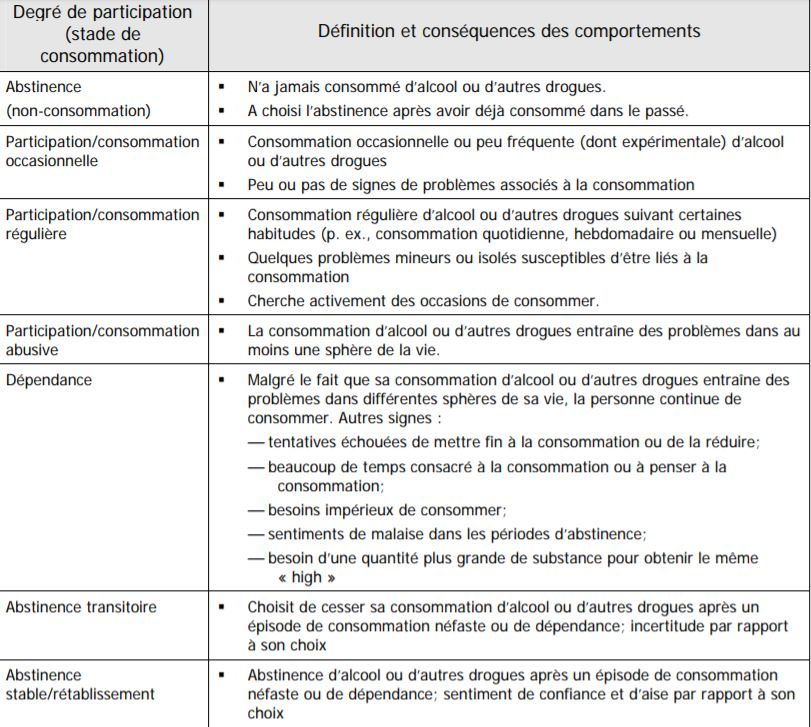 Degré de participation
(stade de
consommation)
Définition et conséquences des comportements
Abstinence
(non-consommation)
▪ N'a jamais consommé d'alcool ou d'autres drogues.
▪ A choisi l'abstinence après avoir déjà consommé dans le passé.
Participation/consommation
occasionnelle
▪ Consommation occasionnelle ou peu fréquente (dont expérimentale) d'alcool
ou d'autres drogues
▪ Peu ou pas de signes de problèmes associés à la consommation
Participation/consommation
régulière
▪ Consommation régulière d'alcool ou d'autres drogues suivant certaines
habitudes (p. ex., consommation quotidienne, hebdomadaire ou mensuelle)
▪ Quelques problèmes mineurs ou isolés susceptibles d'être liés à la
consommation
▪ Cherche activement des occasions de consommer.
Participation/consommation
abusive
▪ La consommation d'alcool ou d'autres drogues entraîne des problèmes dans au
moins une sphère de la vie.
Dépendance
▪ Malgré le fait que sa consommation d'alcool ou d'autres drogues entraîne des
problèmes dans différentes sphères de sa vie, la personne continue de
consommer. Autres signes :
— tentatives échouées de mettre fin à la consommation ou de la réduire;
— beaucoup de temps consacré à la consommation ou à penser à la
consommation;
— besoins impérieux de consommer;
— sentiments de malaise dans les périodes d'abstinence;
— besoin d'une quantité plus grande de substance pour obtenir le même
« high »
Abstinence transitoire
▪ Choisit de cesser sa consommation d'alcool ou d'autres drogues après un
épisode de consommation néfaste ou de dépendance; incertitude par rapport
à son choix
Abstinence
stable/rétablissement
▪ Abstinence d'alcool ou d'autres drogues après un épisode de consommation
néfaste ou de dépendance; sentiment de confiance et d'aise par rapport à son
choix